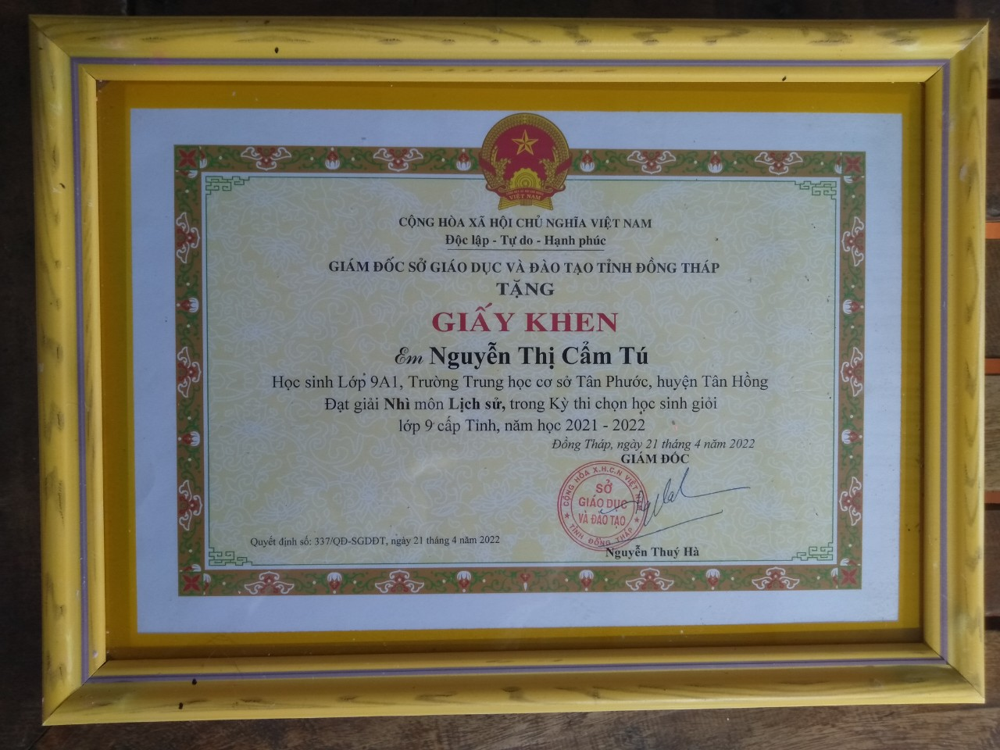 VIỆT NAM
CỘNG HÒA XÃ HỘI CHỦ NGHĨA VIỆT NAM
Độc lập - Tự do - Hạnh phúc
GIÁM ĐỐC SỞ GIÁO DỤC VÀ ĐÀO TẠO TỈNH ĐỒNG THÁP
TẶNG
GIẤY KHEN
Em Nguyễn Thị Cẩm Tú
Học sinh Lớp 9A1, Trường Trung học cơ sở Tân Phước, huyện Tân Hồng
Đạt giải Nhì môn Lịch sử, trong Kỳ thi chọn học sinh giỏi
lớp 9 cấp Tỉnh, năm học 2021 - 2022
Đồng Tháp, ngày 21 tháng 4 năm 2022
GIÁM ĐỐC
CỘNG HÒA X.H.C.N VIỆT
SỞ
GIÁO DỤC
VÀ ĐÀO TẠO
TỈNH ĐỒNG THÁP
Quyết định số: 337/QĐ-SGDĐT, ngày 21 tháng 4 năm 2022
Nguyễn Thuý Hà